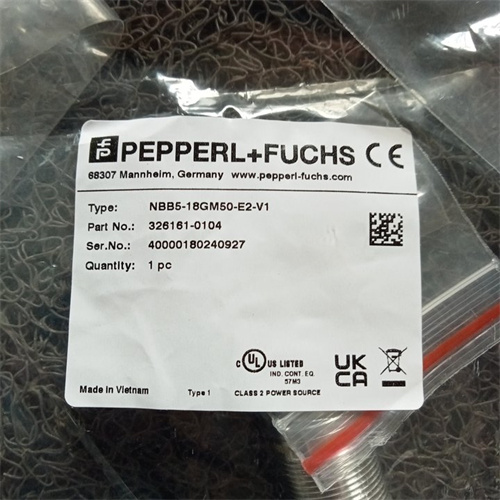 PEPPERL+FUCHS CE
68307 Mannheim, Germany www.pepperl-fuchs.com
Type: NBB5-18GM50-E2-V1
Part No.: 326161-0104
Ser.No.: 40000180240927
Quantity: 1 pc
C UL US LISTED
IND. CONT. EQ.
57M3
UK
CA
Made in Vietnam Type 1 CLASS 2 POWER SOURCE